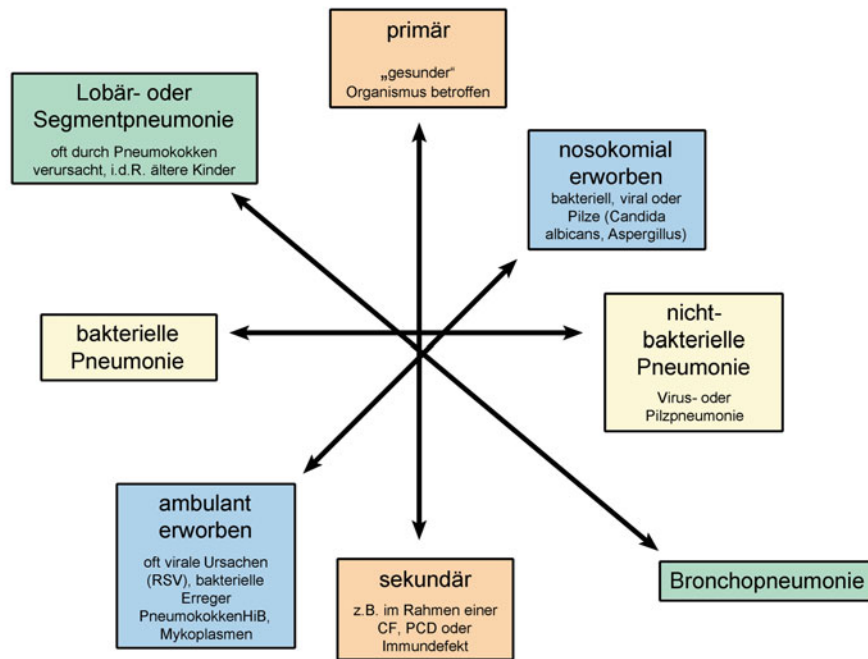 primär
„gesunder“
Organismus betroffen
Lobär- oder
Segmentpneumonie
oft durch Pneumokokken
verursacht, i.d.R. ältere Kinder
nosokomial
erworben
bakteriell, viral oder
Pilze (Candida
albicans, Aspergillus)
bakterielle
Pneumonie
nicht-
bakterielle
Pneumonie
Virus- oder
Pilzpneumonie
ambulant
erworben
oft virale Ursachen
(RSV), bakterielle
Erreger
PneumokokkenHiB,
Mykoplasmen
sekundär
z.B. im Rahmen einer
CF, PCD oder
Immundefekt
Bronchopneumonie